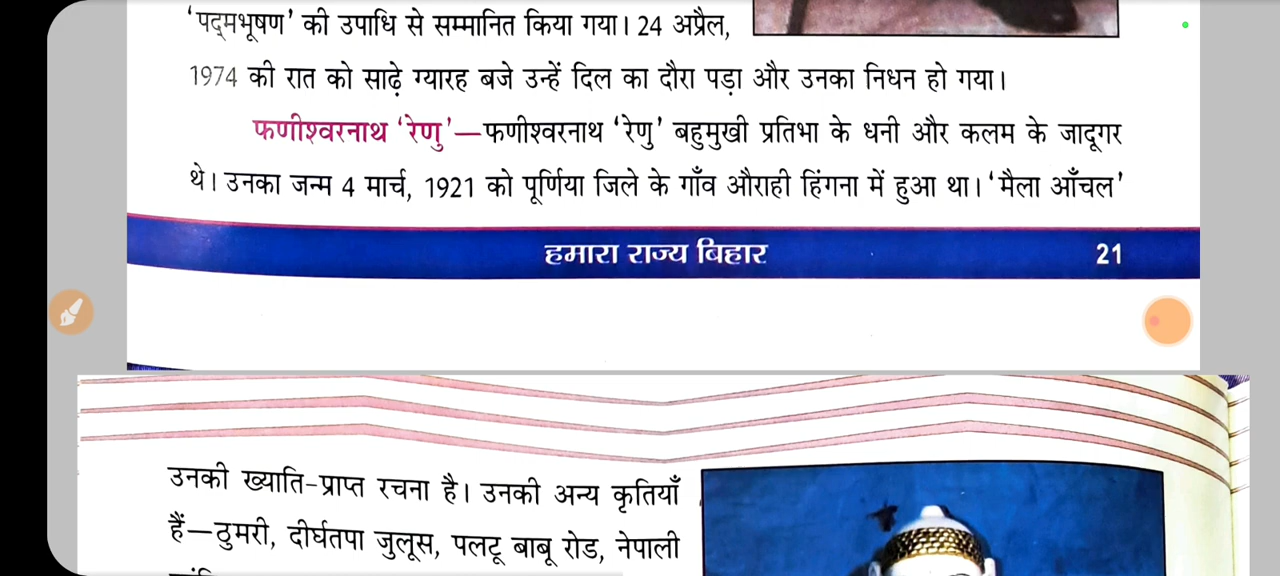 ‘पद्मभूषण’ की उपाधि से सम्मानित किया गया। 24 अप्रैल,
1974 की रात को साढ़े ग्यारह बजे उन्हें दिल का दौरा पड़ा और उनका निधन हो गया।
फणीश्वरनाथ ‘रेणु’—फणीश्वरनाथ ‘रेणु’ बहुमुखी प्रतिभा के धनी और कलम के जादूगर
थे। उनका जन्म 4 मार्च, 1921 को पूर्णिया जिले के गाँव औराही हिंगना में हुआ था। ‘मैला आँचल’
हमारा राज्य बिहार 21
उनकी ख्याति-प्राप्त रचना है। उनकी अन्य कृतियाँ
हैं—ठुमरी, दीर्घतपा जुलूस, पलटू बाबू रोड, नेपाली